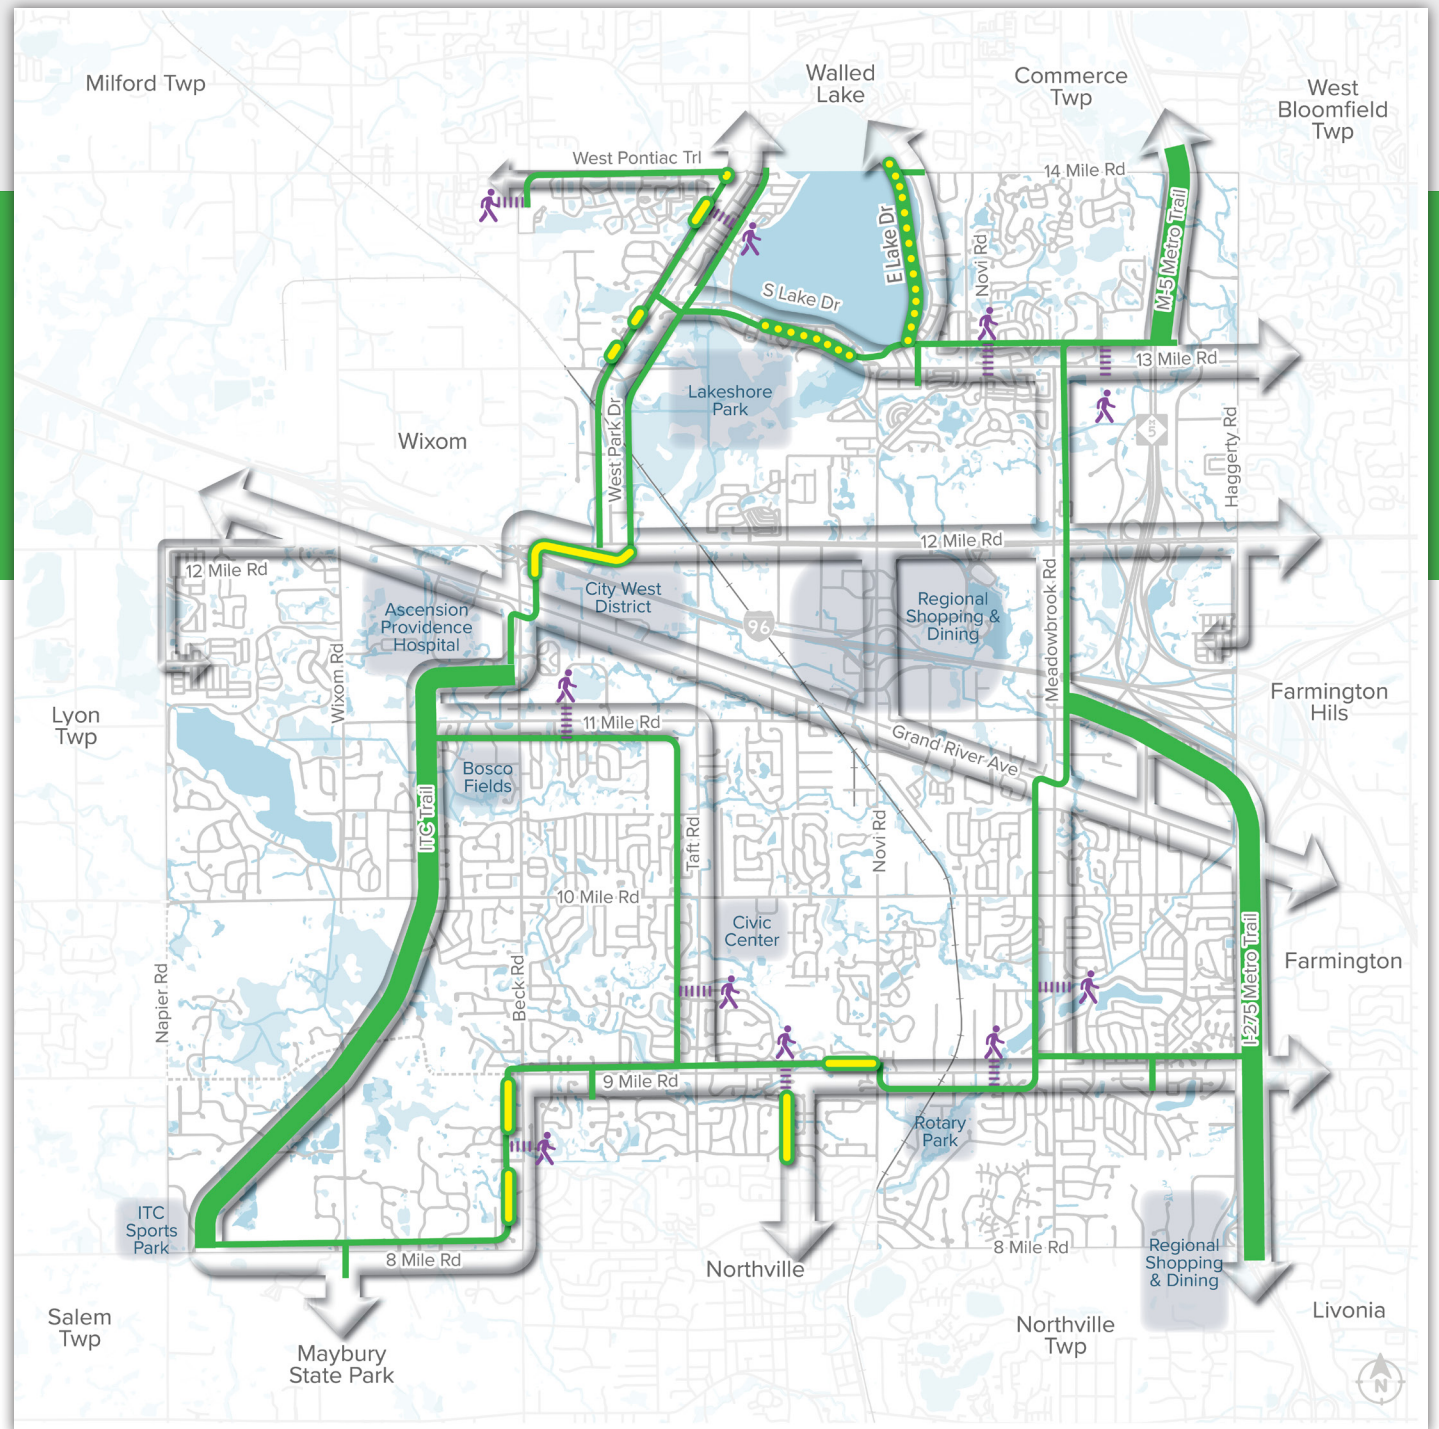 Milford Twp
Walled
Lake
Commerce
Twp
West
Bloomfield
Twp
West Pontiac Trl
14 Mile Rd
M-5 Metro Trail
E Lake Dr
Novi Rd
S Lake Dr
13 Mile Rd
Lakeshore
Park
M
5
Wixom
West Park Dr
Haggerty Rd
12 Mile Rd
12 Mile Rd
City West
District
Ascension
Providence
Hospital
96
Regional
Shopping &
Dining
Meadowbrook Rd
Wixom Rd
Lyon
Twp
Farmington
Hills
11 Mile Rd
Grand River Ave
Bosco
Fields
ITC Trail
Taft Rd
Novi Rd
10 Mile Rd
Civic
Center
I-275 Metro Trail
Farmington
Napier Rd
Beck Rd
9 Mile Rd
Rotary
Park
ITC
Sports
Park
8 Mile Rd
Northville
8 Mile Rd
Regional
Shopping
& Dining
Salem
Twp
Maybury
State Park
Northville
Twp
Livonia
N